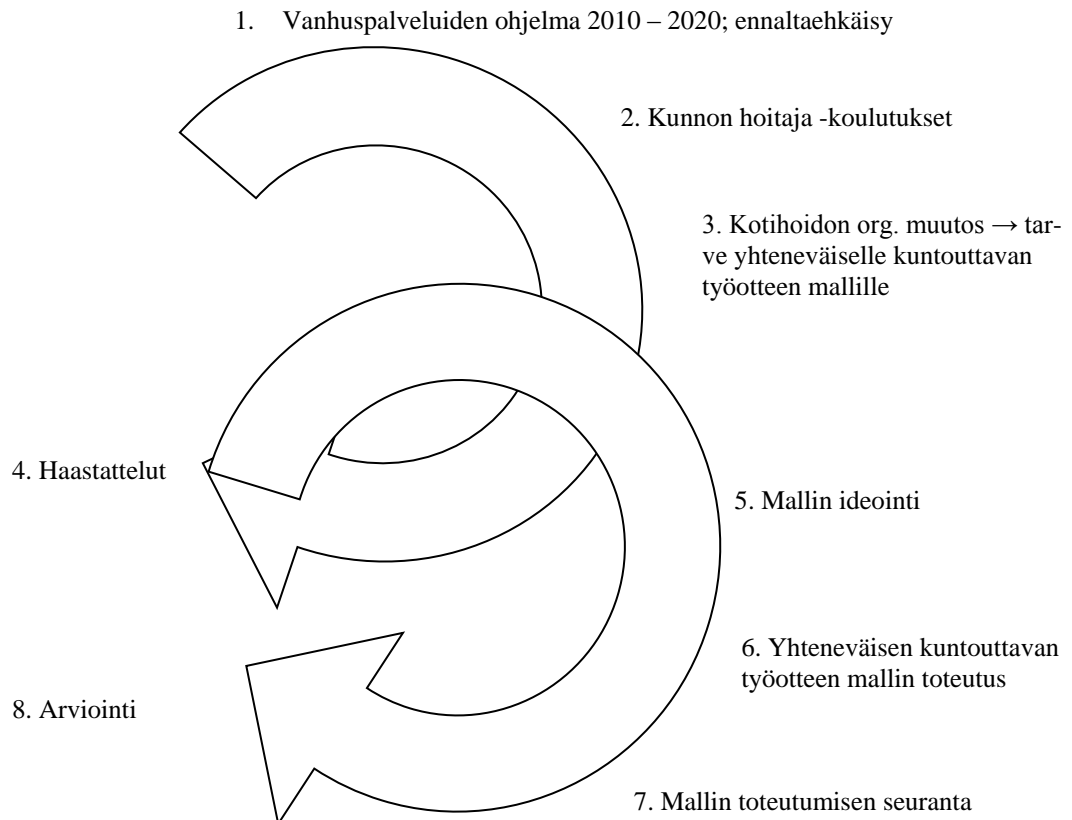 1. Vanhuspalveluiden ohjelma 2010 – 2020; ennaltaehkäisy
2. Kunnon hoitaja -koulutukset
3. Kotihoidon org. muutos → tar-
ve yhteneväiselle kuntouttavan
työotteen mallille
4. Haastattelut
5. Mallin ideointi
6. Yhteneväisen kuntouttavan
työotteen mallin toteutus
7. Mallin toteutumisen seuranta
8. Arviointi